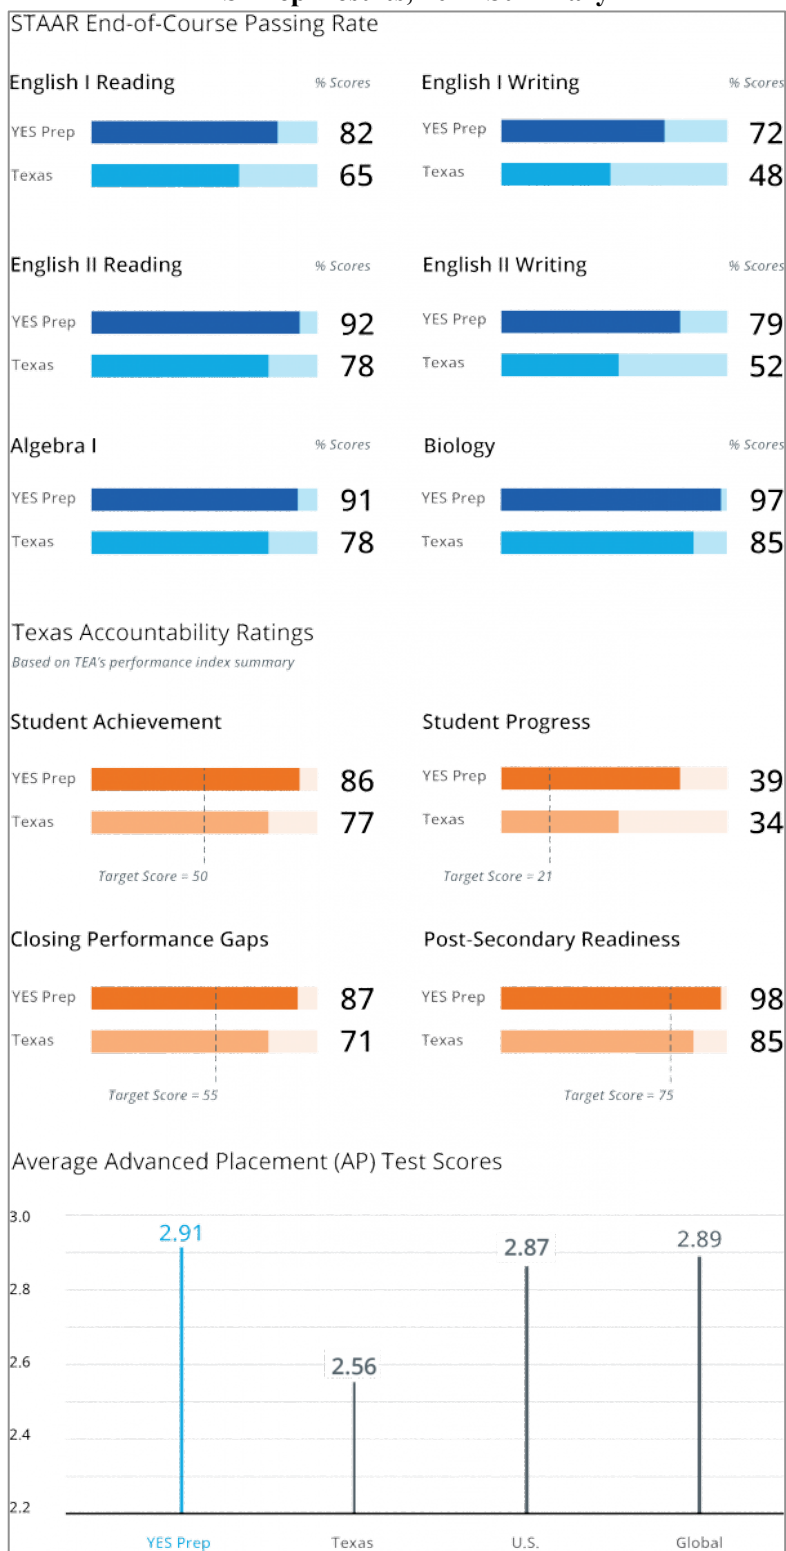 STAAR End-of-Course Passing Rate
English I Reading % Scores
YES Prep 82
Texas 65
English I Writing % Scores
YES Prep 72
Texas 48
English II Reading % Scores
YES Prep 92
Texas 78
English II Writing % Scores
YES Prep 79
Texas 52
Algebra I % Scores
YES Prep 91
Texas 78
Biology % Scores
YES Prep 97
Texas 85
Texas Accountability Ratings
Based on TEA's performance index summary
Student Achievement
YES Prep 86
Texas 77
Target Score = 50
Student Progress
YES Prep 39
Texas 34
Target Score = 21
Closing Performance Gaps
YES Prep 87
Texas 71
Target Score = 55
Post-Secondary Readiness
YES Prep 98
Texas 85
Target Score = 75
Average Advanced Placement (AP) Test Scores
3.0
2.8
2.6
2.4
2.2
2.91
2.56
2.87
2.89
YES Prep Texas U.S. Global